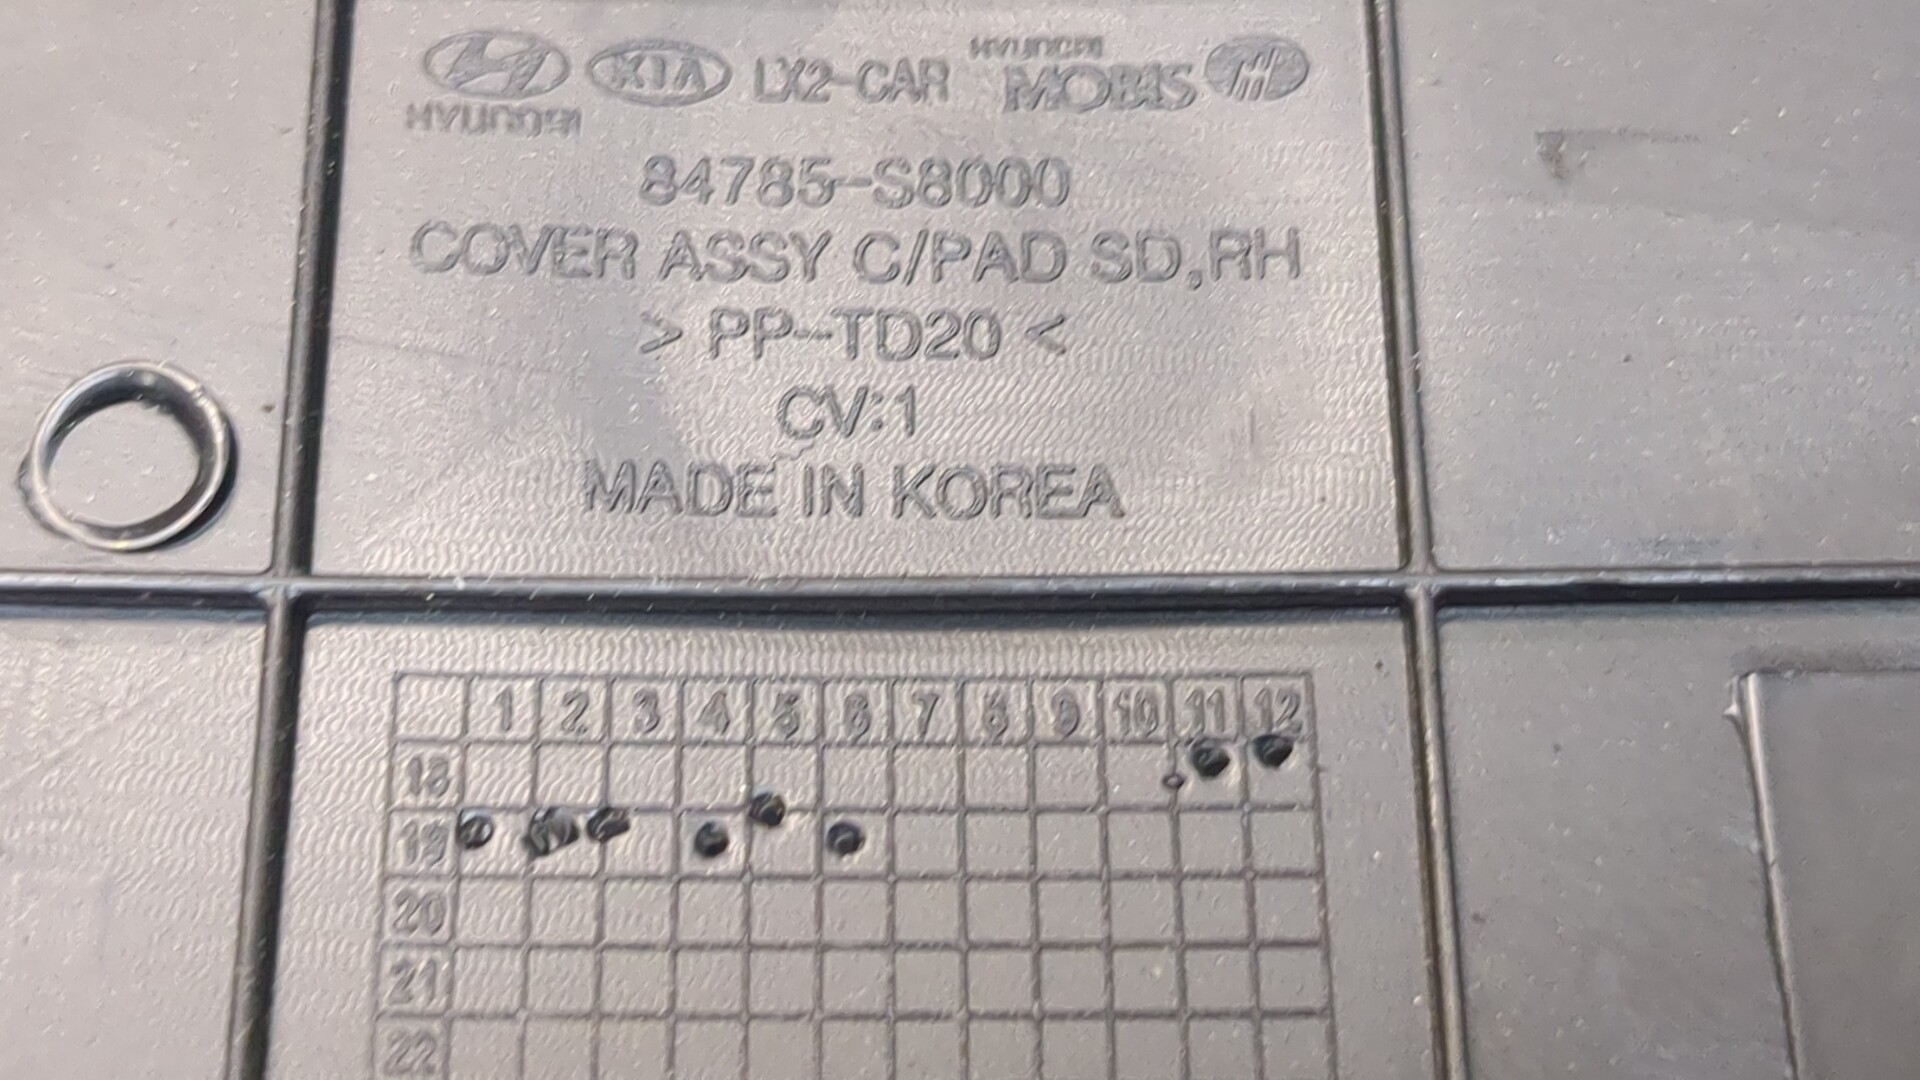 HYUNDAI KIA LX2-CAR HYUNDAI MOBIS
84785-S8000
COVER ASSY C/PAD SD,RH
> PP-TD20 <
CV:1
MADE IN KOREA
1 2 3 4 5 6 7 8 9 10 11 12
18
19
20
21
22